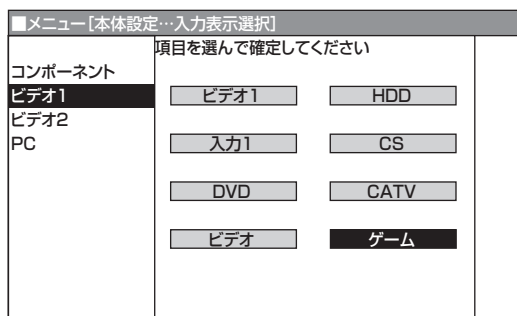 ■メニュー[本体設定…入力表示選択]
項目を選んで確定してください
コンポーネント
ビデオ1
ビデオ2
PC
ビデオ1 HDD
入力1 CS
DVD CATV
ビデオ ゲーム